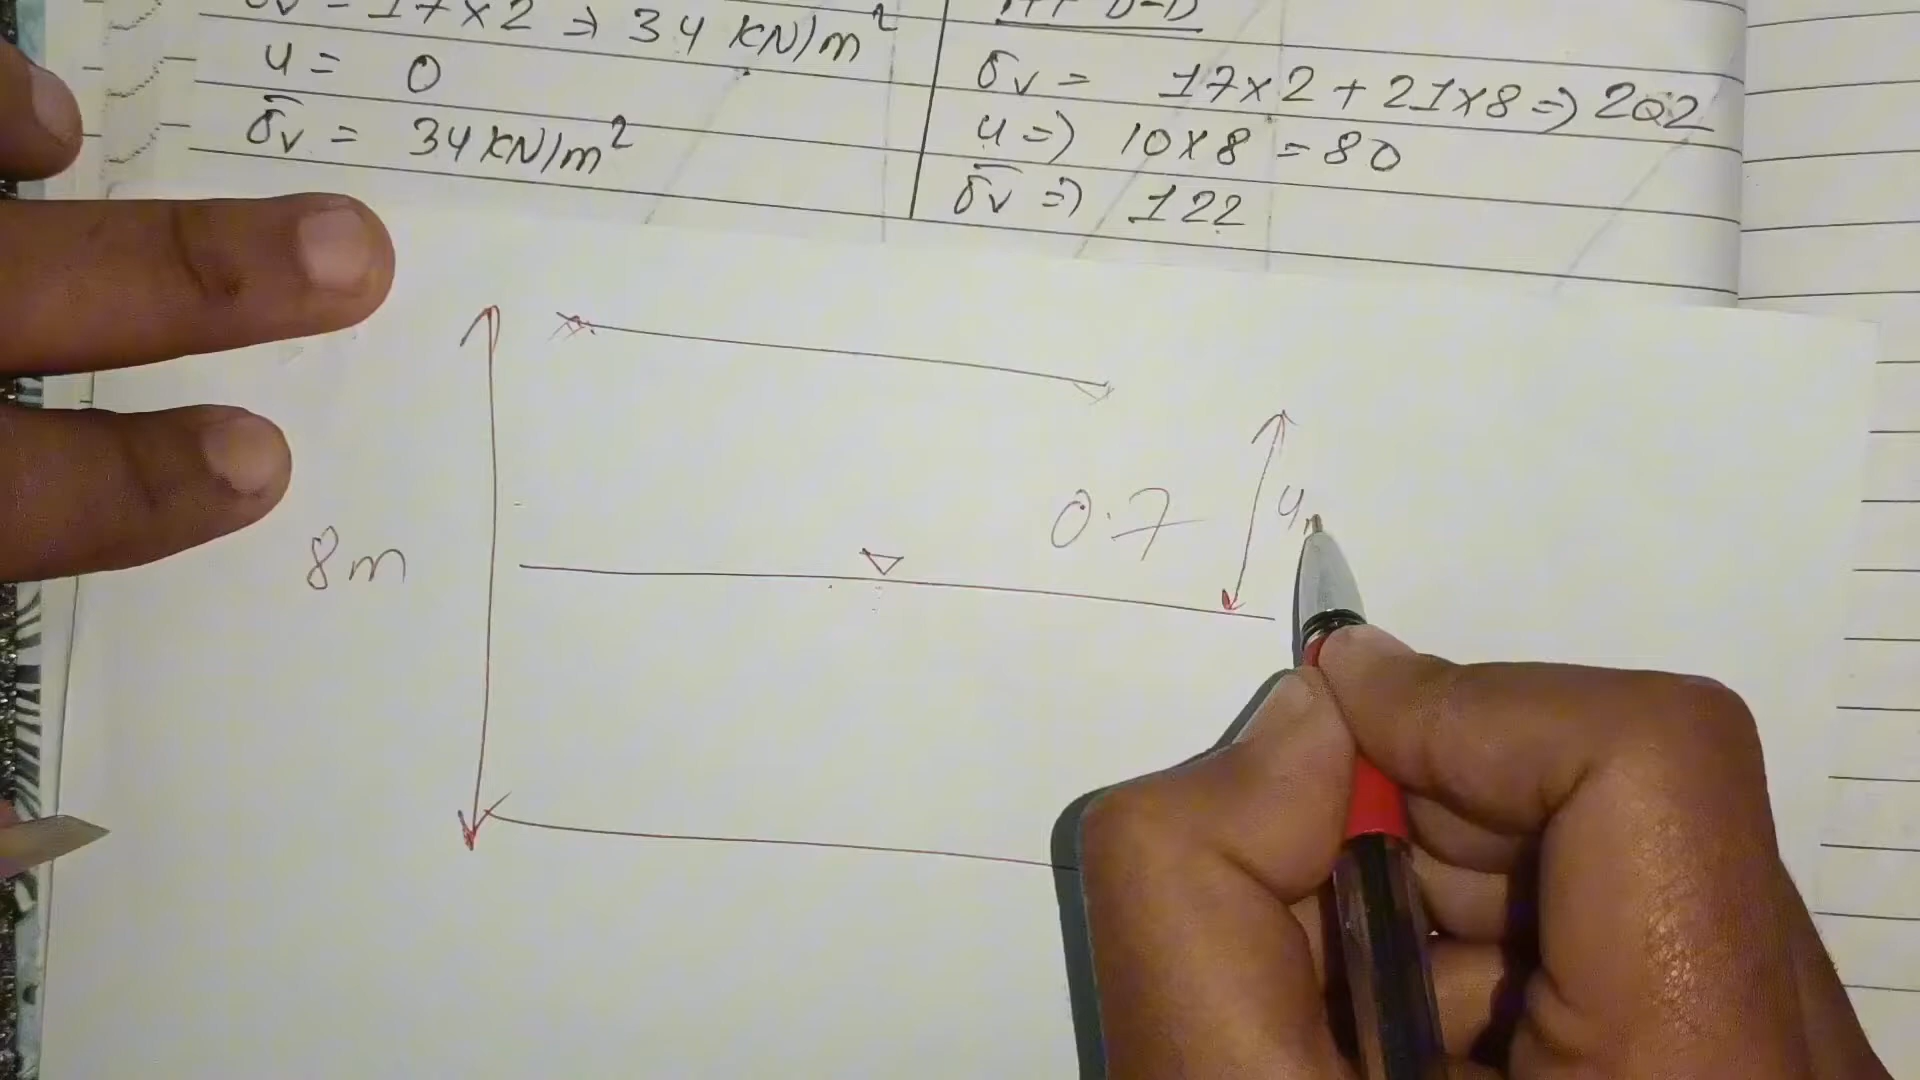 σv = 17×2 ⇒ 34 KN/m²
u = 0
σ̄v = 34 KN/m²
σv = 17×2 + 21×8 ⇒ 202
u ⇒ 10×8 = 80
σ̄v ⇒ 122
8m
0.7
4